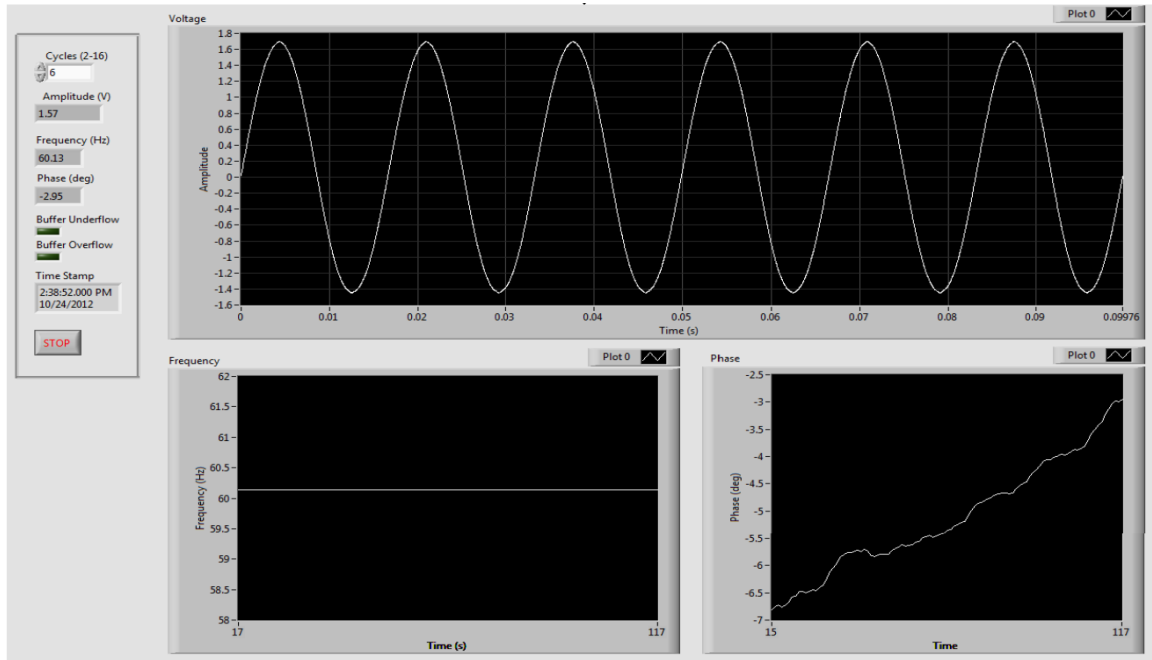 Cycles (2-16)
6
Amplitude (V)
1.57
Frequency (Hz)
60.13
Phase (deg)
-2.95
Buffer Underflow
Buffer Overflow
Time Stamp
2:38:52.000 PM
10/24/2012
STOP
Voltage
Plot 0
1.8
1.6
1.4
1.2
1
0.8
0.6
0.4
0.2
0
-0.2
-0.4
-0.6
-0.8
-1
-1.2
-1.4
-1.6
Amplitude
0 0.01 0.02 0.03 0.04 0.05 0.06 0.07 0.08 0.09 0.09976
Time (s)
Frequency
Plot 0
62
61.5
61
60.5
60
59.5
59
58.5
58
Frequency (Hz)
17 117
Time (s)
Phase
Plot 0
-2.5
-3
-3.5
-4
-4.5
-5
-5.5
-6
-6.5
-7
Phase (deg)
15 117
Time